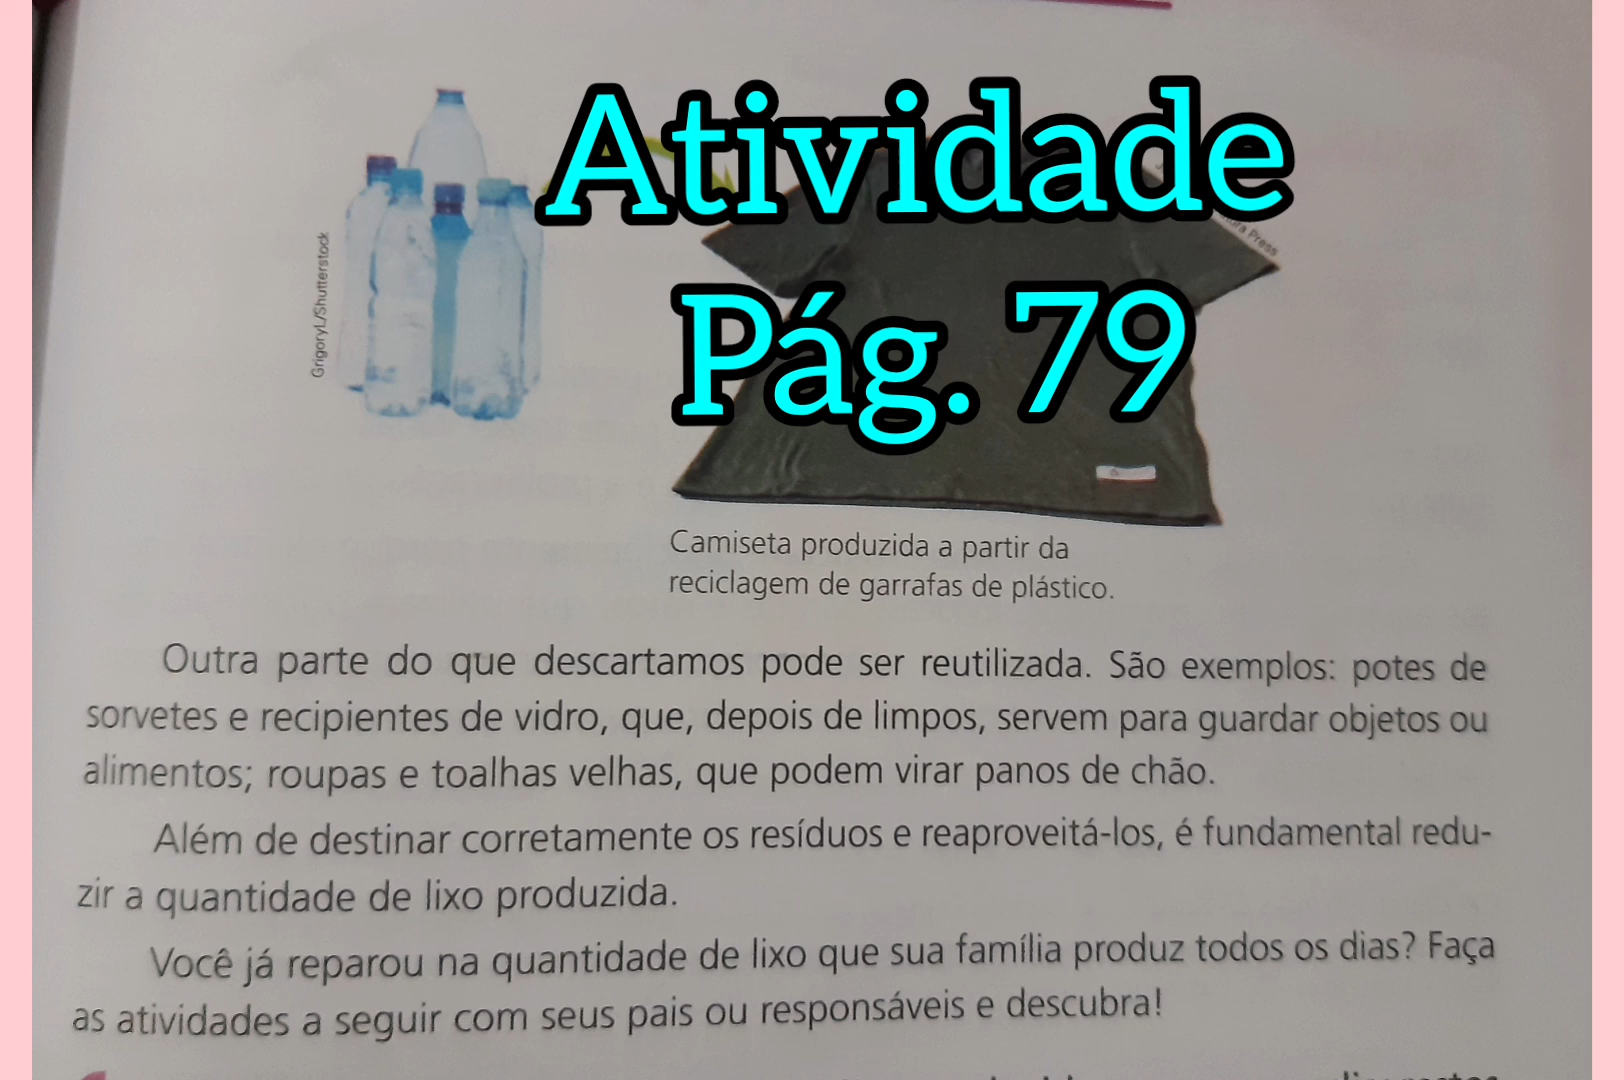 Atividade
Pág. 79
GrigoryL/Shutterstock
Press
Camiseta produzida a partir da
reciclagem de garrafas de plástico.
Outra parte do que descartamos pode ser reutilizada. São exemplos: potes de
sorvetes e recipientes de vidro, que, depois de limpos, servem para guardar objetos ou
alimentos; roupas e toalhas velhas, que podem virar panos de chão.
Além de destinar corretamente os resíduos e reaproveitá-los, é fundamental redu-
zir a quantidade de lixo produzida.
Você já reparou na quantidade de lixo que sua família produz todos os dias? Faça
as atividades a seguir com seus pais ou responsáveis e descubra!